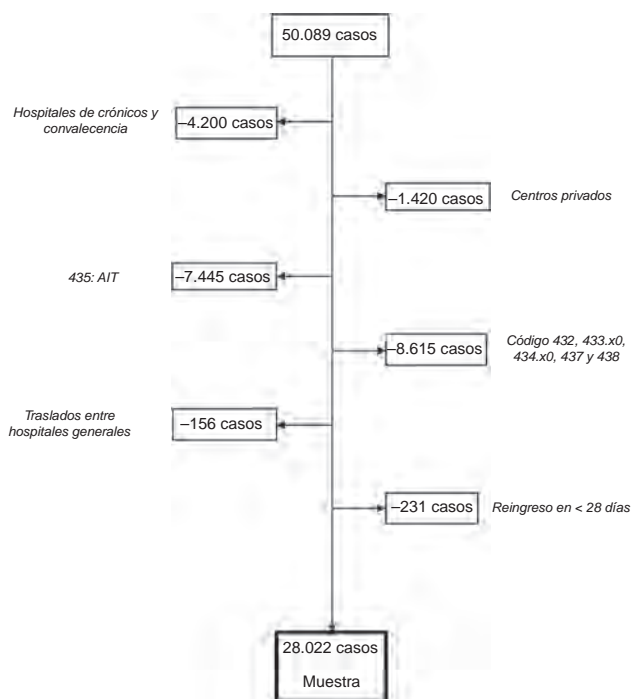 50.089 casos
Hospitales de crónicos y
convalecencia
–4.200 casos
–1.420 casos
Centros privados
435: AIT
–7.445 casos
–8.615 casos
Código 432, 433.x0,
434.x0, 437 y 438
Traslados entre
hospitales generales
–156 casos
–231 casos
Reingreso en < 28 días
28.022 casos
Muestra